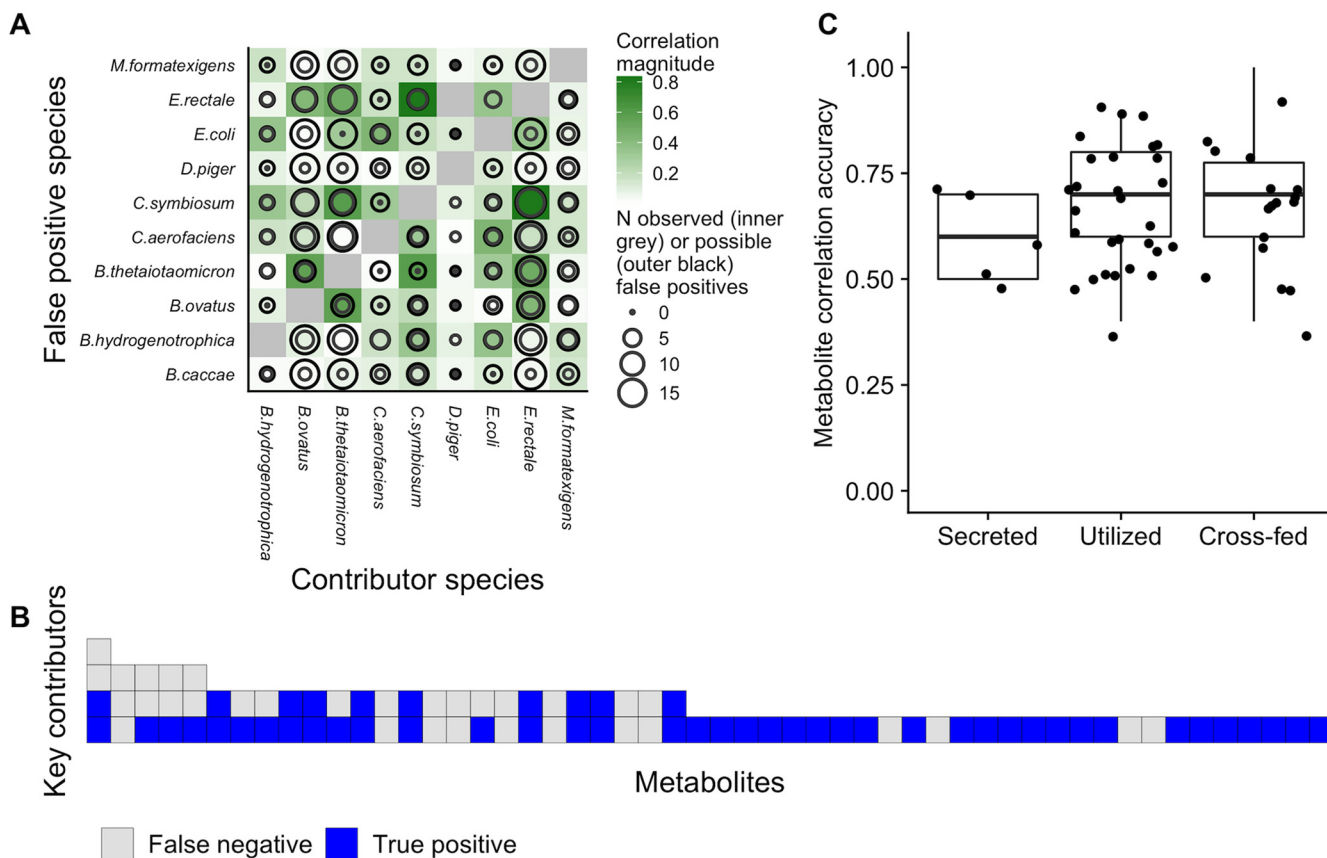 A
False positive species
M.formatexigens
E.rectale
E.coli
D.piger
C.symbiosum
C.aerofaciens
B.thetaiotaomicron
B.ovatus
B.hydrogenotrophica
B.caccae
B.hydrogenotrophica
B.ovatus
B.thetaiotaomicron
C.aerofaciens
C.symbiosum
D.piger
E.coli
E.rectale
M.formatexigens
Contributor species
Correlation
magnitude
0.8
0.6
0.4
0.2
N observed (inner
grey) or possible
(outer black)
false positives
0
5
10
15
C
Metabolite correlation accuracy
1.00
0.75
0.50
0.25
0.00
Secreted
Utilized
Cross-fed
B
Key contributors
Metabolites
False negative
True positive